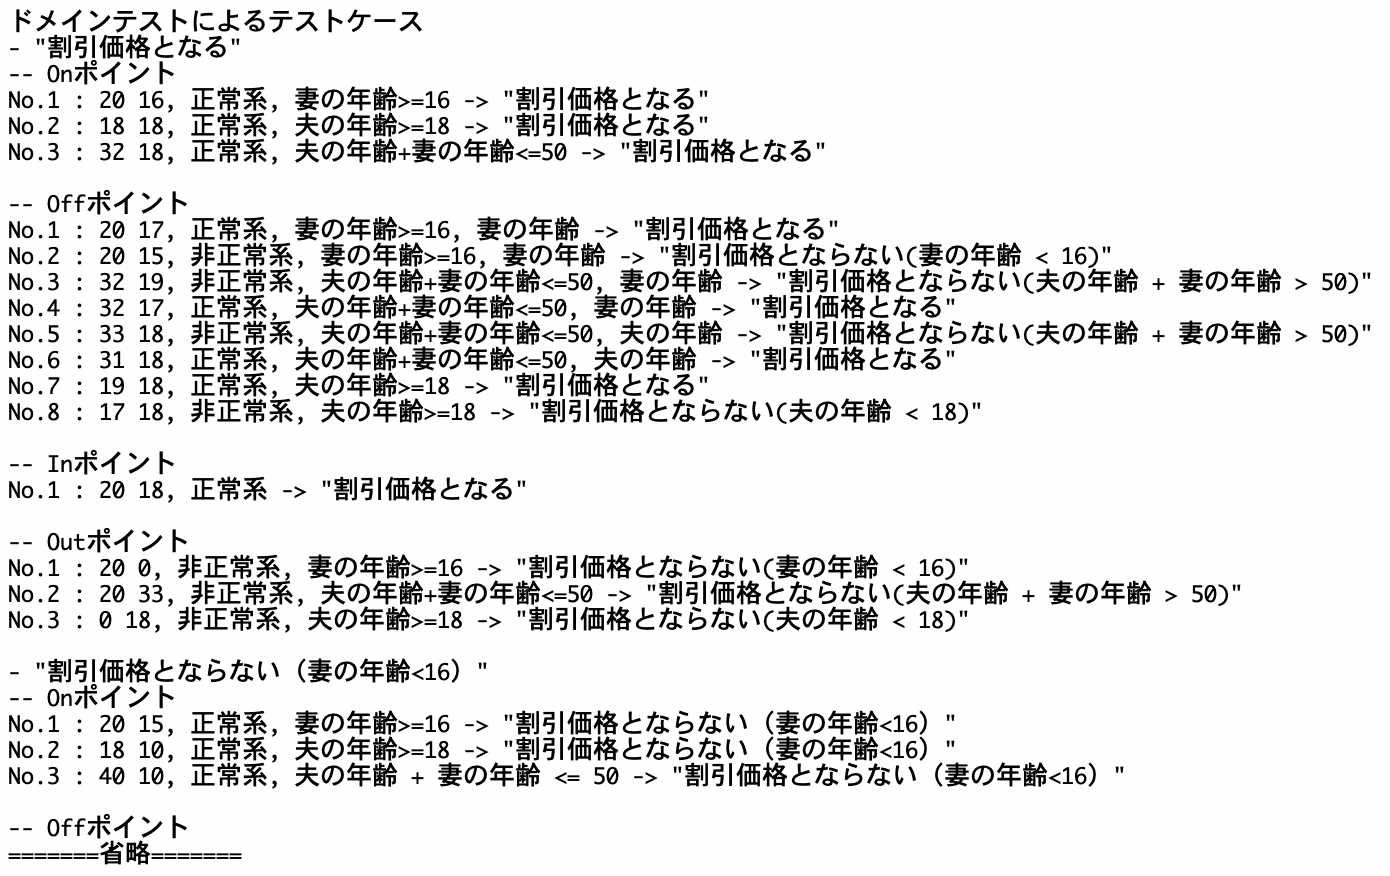 ドメインテストによるテストケース
- "割引価格となる"
-- Onポイント
No.1 : 20 16, 正常系, 妻の年齢>=16 -> "割引価格となる"
No.2 : 18 18, 正常系, 夫の年齢>=18 -> "割引価格となる"
No.3 : 32 18, 正常系, 夫の年齢+妻の年齢<=50 -> "割引価格となる"

-- Offポイント
No.1 : 20 17, 正常系, 妻の年齢>=16, 妻の年齢 -> "割引価格となる"
No.2 : 20 15, 非正常系, 妻の年齢>=16, 妻の年齢 -> "割引価格とならない(妻の年齢 < 16)"
No.3 : 32 19, 非正常系, 夫の年齢+妻の年齢<=50, 妻の年齢 -> "割引価格とならない(夫の年齢 + 妻の年齢 > 50)"
No.4 : 32 17, 正常系, 夫の年齢+妻の年齢<=50, 妻の年齢 -> "割引価格となる"
No.5 : 33 18, 非正常系, 夫の年齢+妻の年齢<=50, 夫の年齢 -> "割引価格とならない(夫の年齢 + 妻の年齢 > 50)"
No.6 : 31 18, 正常系, 夫の年齢+妻の年齢<=50, 夫の年齢 -> "割引価格となる"
No.7 : 19 18, 正常系, 夫の年齢>=18 -> "割引価格となる"
No.8 : 17 18, 非正常系, 夫の年齢>=18 -> "割引価格とならない(夫の年齢 < 18)"

-- Inポイント
No.1 : 20 18, 正常系 -> "割引価格となる"

-- Outポイント
No.1 : 20 0, 非正常系, 妻の年齢>=16 -> "割引価格とならない(妻の年齢 < 16)"
No.2 : 20 33, 非正常系, 夫の年齢+妻の年齢<=50 -> "割引価格とならない(夫の年齢 + 妻の年齢 > 50)"
No.3 : 0 18, 非正常系, 夫の年齢>=18 -> "割引価格とならない(夫の年齢 < 18)"

- "割引価格とならない（妻の年齢<16）"
-- Onポイント
No.1 : 20 15, 正常系, 妻の年齢>=16 -> "割引価格とならない（妻の年齢<16）"
No.2 : 18 10, 正常系, 夫の年齢>=18 -> "割引価格とならない（妻の年齢<16）"
No.3 : 40 10, 正常系, 夫の年齢 + 妻の年齢 <= 50 -> "割引価格とならない（妻の年齢<16）"

-- Offポイント
=======省略=======